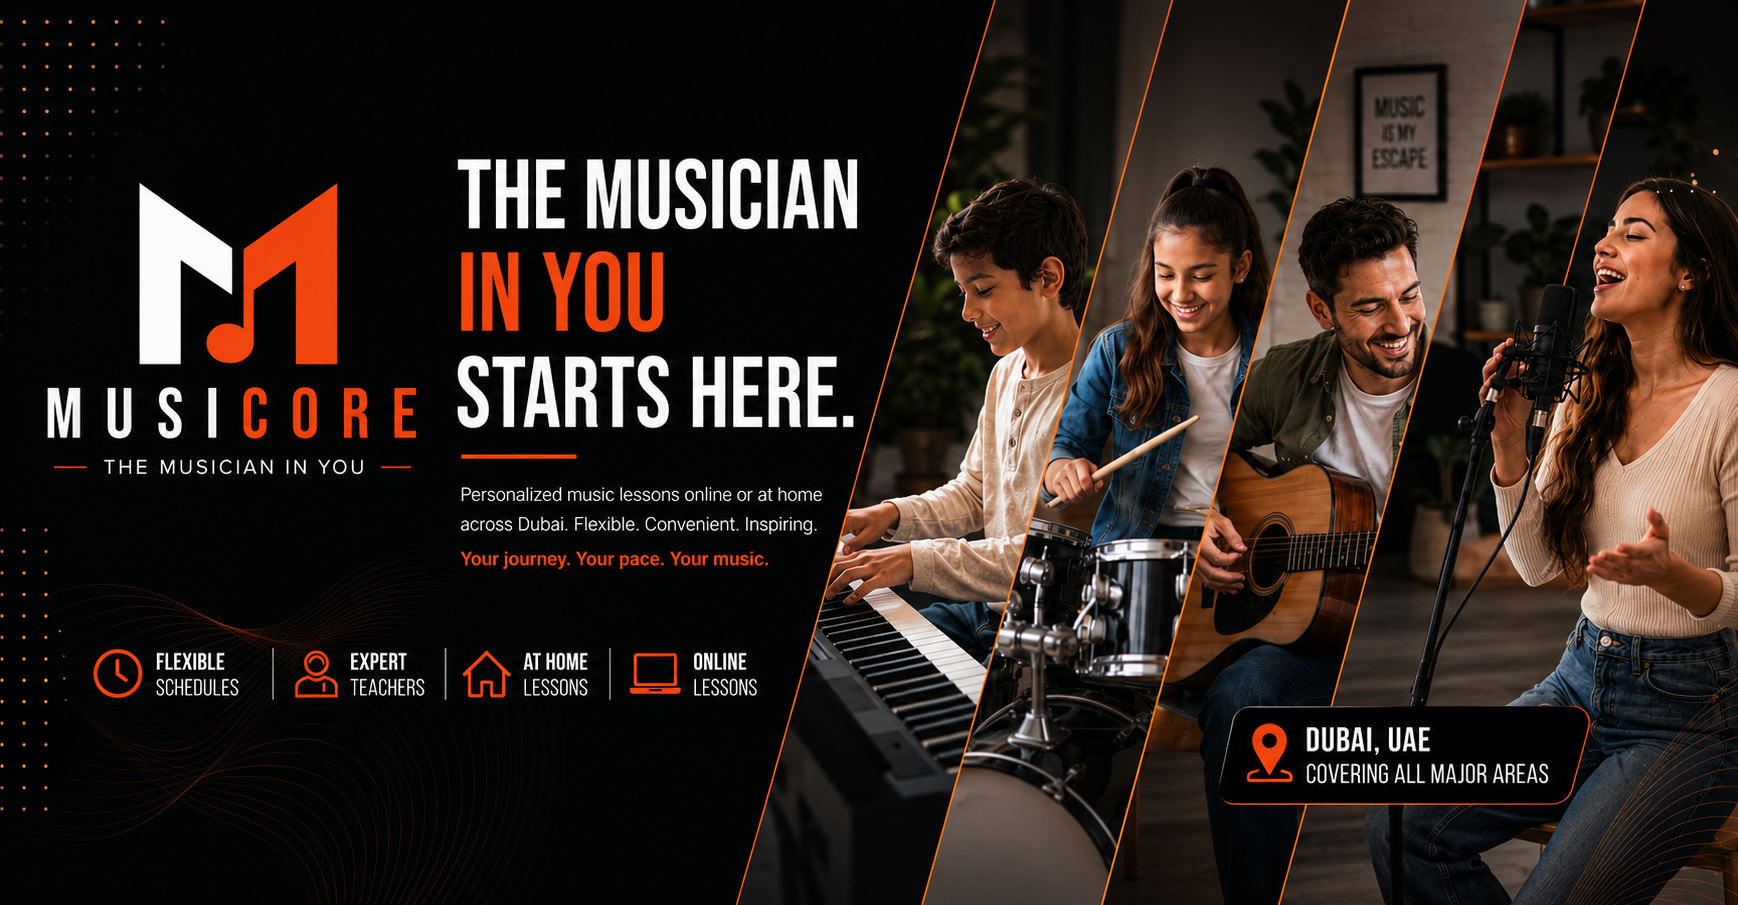 MUSICORE
THE MUSICIAN IN YOU
THE MUSICIAN
IN YOU
STARTS HERE.
Personalized music lessons online or at home
across Dubai. Flexible. Convenient. Inspiring.
Your journey. Your pace. Your music.
FLEXIBLE
SCHEDULES
EXPERT
TEACHERS
AT HOME
LESSONS
ONLINE
LESSONS
MUSIC
IS MY
ESCAPE
DUBAI, UAE
COVERING ALL MAJOR AREAS